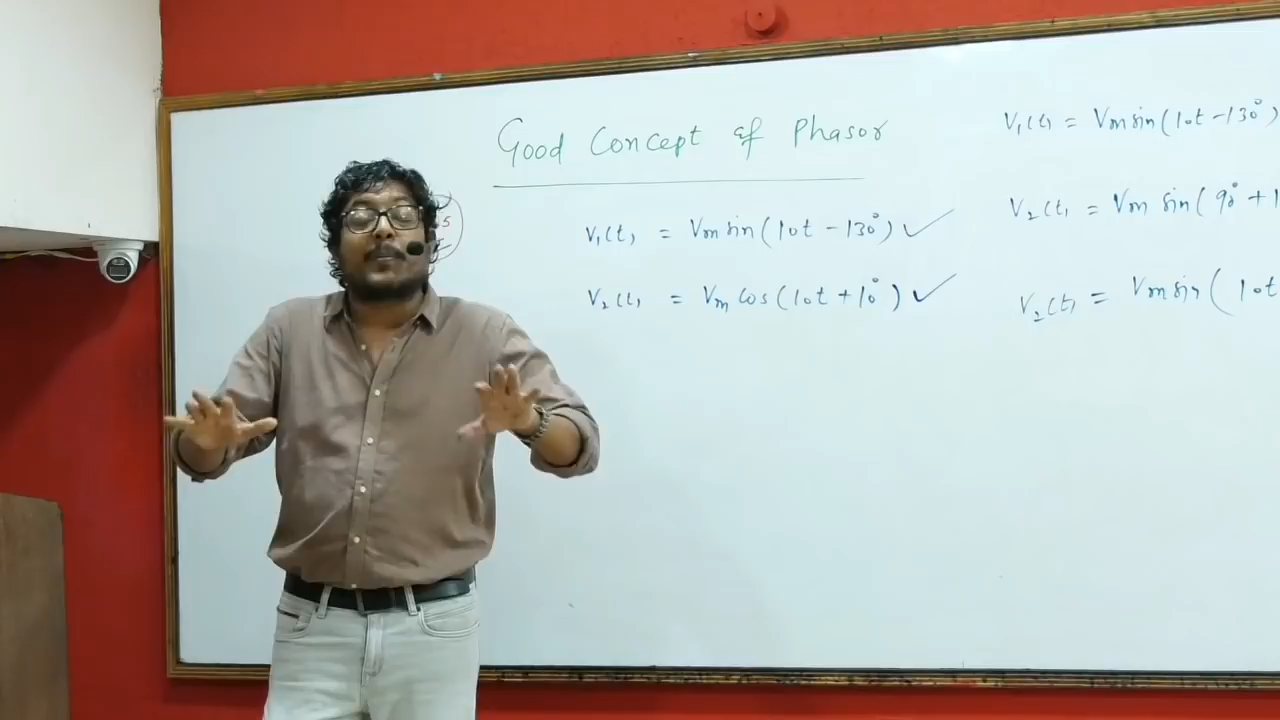 Good Concept of Phasor
V₁(t) = Vm sin(10t - 130°) ✓
V₂(t) = Vm cos(10t + 10°) ✓
V₁(t) = Vm sin(10t - 130°)
V₂(t) = Vm sin(90° + 1
V₂(t) = Vm sin( 10t